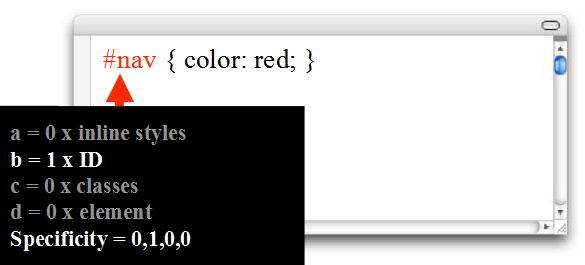 #nav { color: red; }
a = 0 x inline styles
b = 1 x ID
c = 0 x classes
d = 0 x element
Specificity = 0,1,0,0